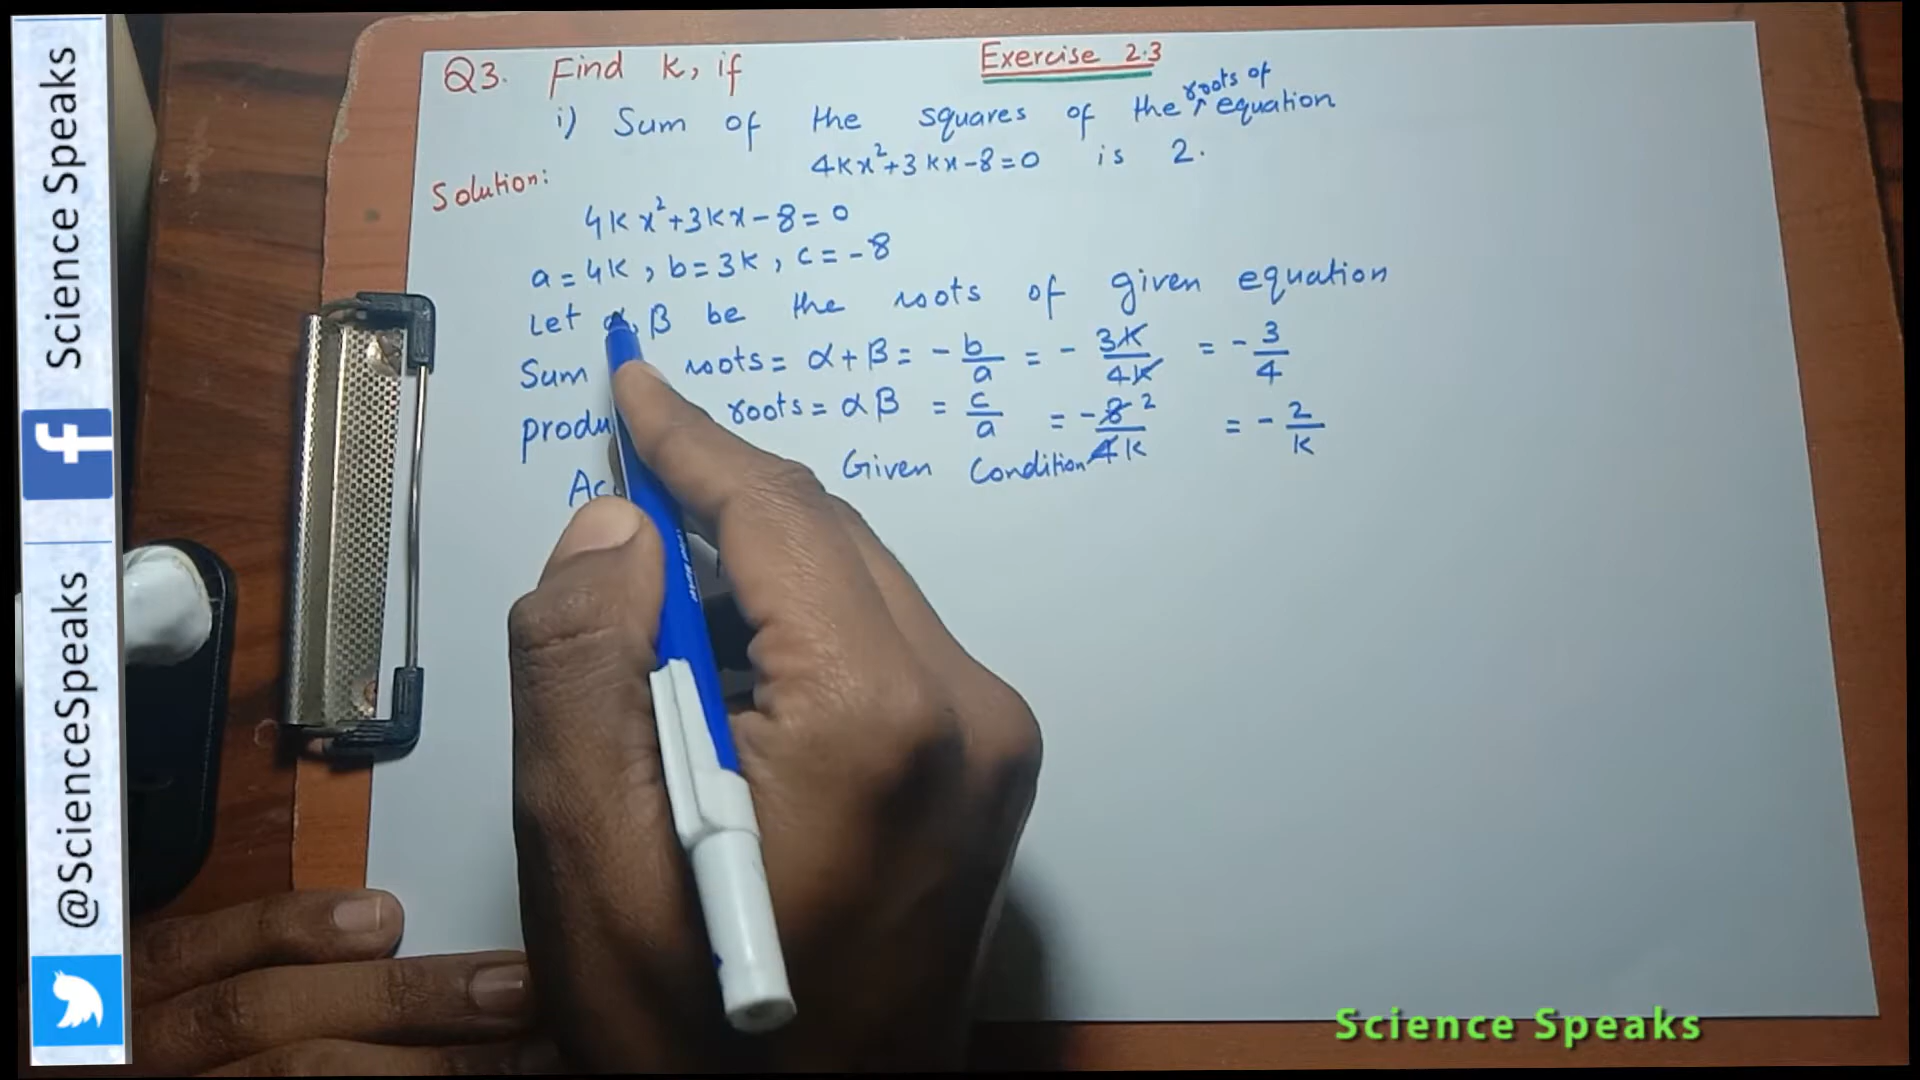 Q3. Find k, if
Exercise 2.3
i) Sum of the squares of the roots of equation
4kx²+3kx-8=0 is 2.
Solution:
4kx²+3kx-8=0
a=4k, b=3k, c=-8
Let α, β be the roots of given equation
Sum roots = α+β = -b/a = -3k/4k = -3/4
roots = αβ = c/a = -8 2/4k = -2/k
Given Condition
Science Speaks
@ScienceSpeaks
Science Speaks